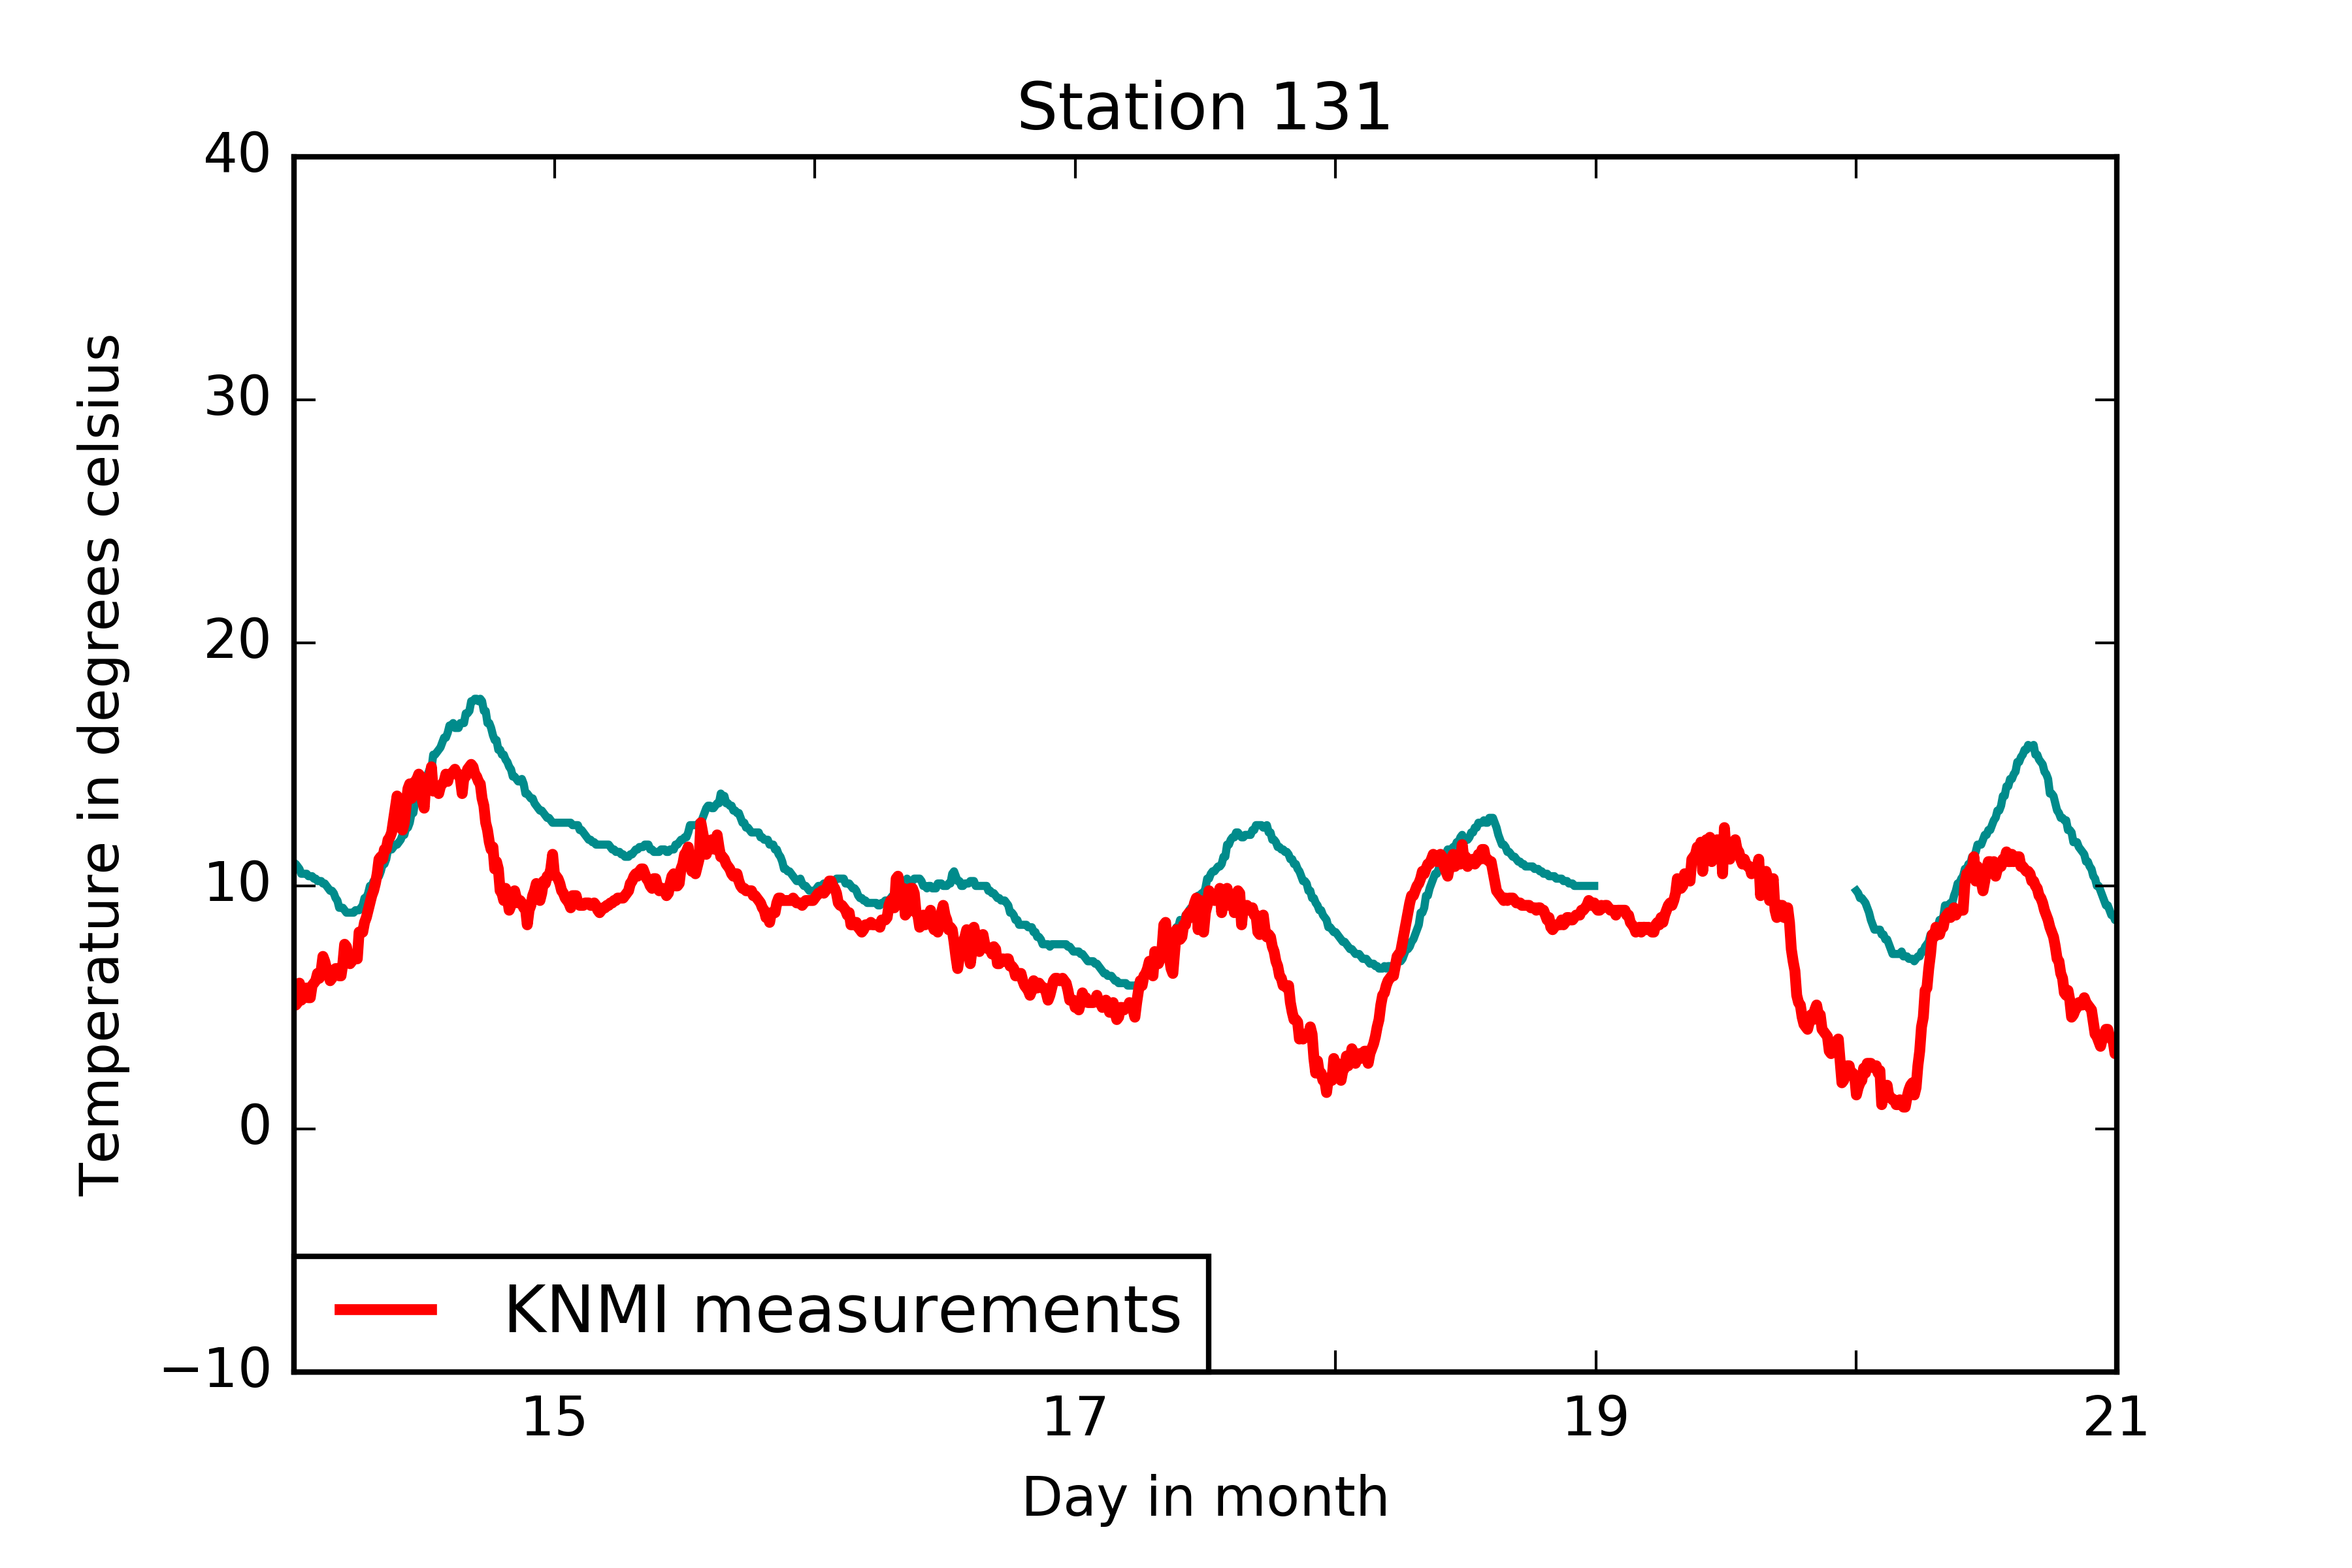 Station 131
40
30
20
10
0
−10
Temperature in degrees celsius
KNMI measurements
15 17 19 21
Day in month